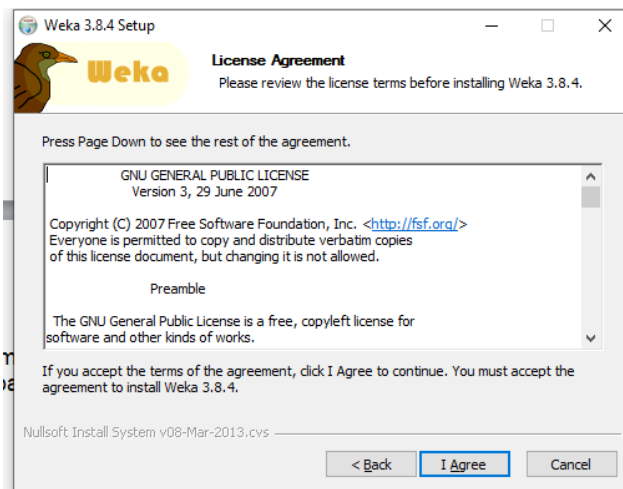 Weka 3.8.4 Setup
Weka
License Agreement
Please review the license terms before installing Weka 3.8.4.
Press Page Down to see the rest of the agreement.
GNU GENERAL PUBLIC LICENSE
Version 3, 29 June 2007
Copyright (C) 2007 Free Software Foundation, Inc. <http://fsf.org/>
Everyone is permitted to copy and distribute verbatim copies
of this license document, but changing it is not allowed.
Preamble
The GNU General Public License is a free, copyleft license for
software and other kinds of works.
If you accept the terms of the agreement, click I Agree to continue. You must accept the
agreement to install Weka 3.8.4.
Nullsoft Install System v08-Mar-2013.cvs
< Back I Agree Cancel